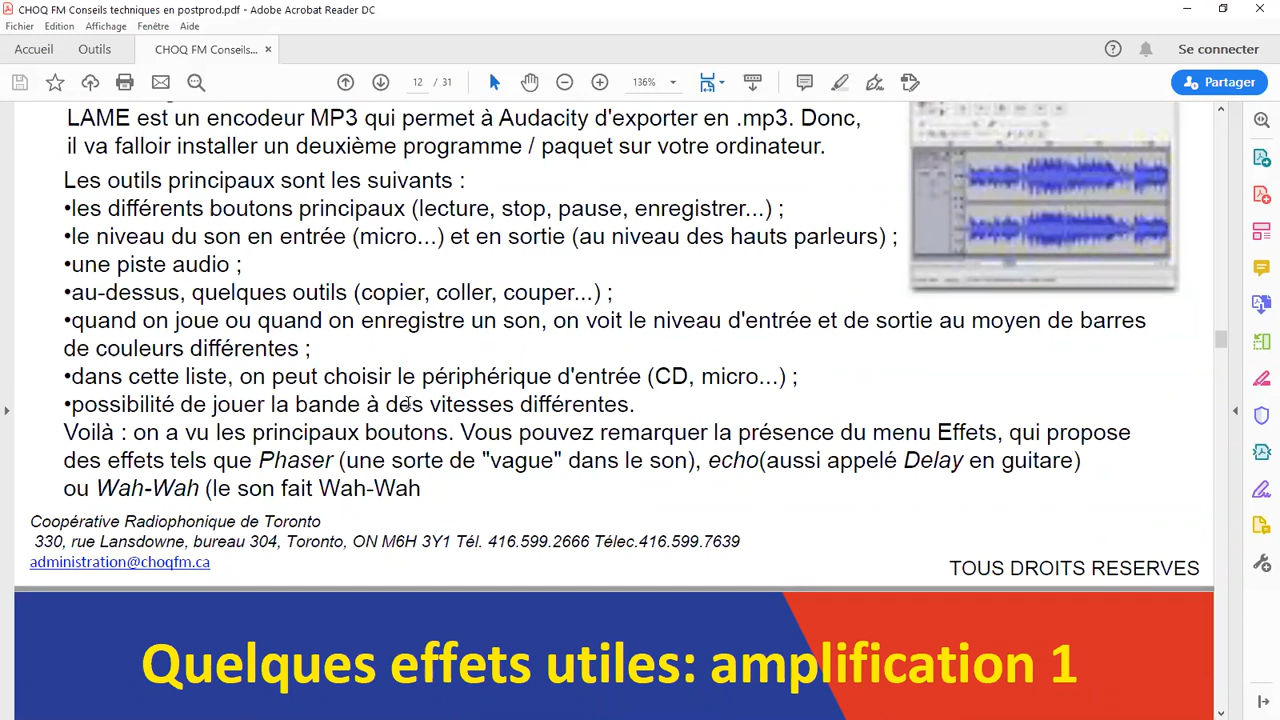 CHOQ FM Conseils techniques en postprod.pdf - Adobe Acrobat Reader DC
Fichier Edition Affichage Fenêtre Aide
Accueil Outils CHOQ FM Conseils... × Se connecter
12 / 31 136% Partager
LAME est un encodeur MP3 qui permet à Audacity d'exporter en .mp3. Donc,
il va falloir installer un deuxième programme / paquet sur votre ordinateur.
Les outils principaux sont les suivants :
•les différents boutons principaux (lecture, stop, pause, enregistrer...) ;
•le niveau du son en entrée (micro...) et en sortie (au niveau des hauts parleurs) ;
•une piste audio ;
•au-dessus, quelques outils (copier, coller, couper...) ;
•quand on joue ou quand on enregistre un son, on voit le niveau d'entrée et de sortie au moyen de barres
de couleurs différentes ;
•dans cette liste, on peut choisir le périphérique d'entrée (CD, micro...) ;
•possibilité de jouer la bande à des vitesses différentes.
Voilà : on a vu les principaux boutons. Vous pouvez remarquer la présence du menu Effets, qui propose
des effets tels que Phaser (une sorte de "vague" dans le son), echo(aussi appelé Delay en guitare)
ou Wah-Wah (le son fait Wah-Wah
Coopérative Radiophonique de Toronto
330, rue Lansdowne, bureau 304, Toronto, ON M6H 3Y1 Tél. 416.599.2666 Télec.416.599.7639
administration@choqfm.ca
TOUS DROITS RESERVES
Quelques effets utiles: amplification 1